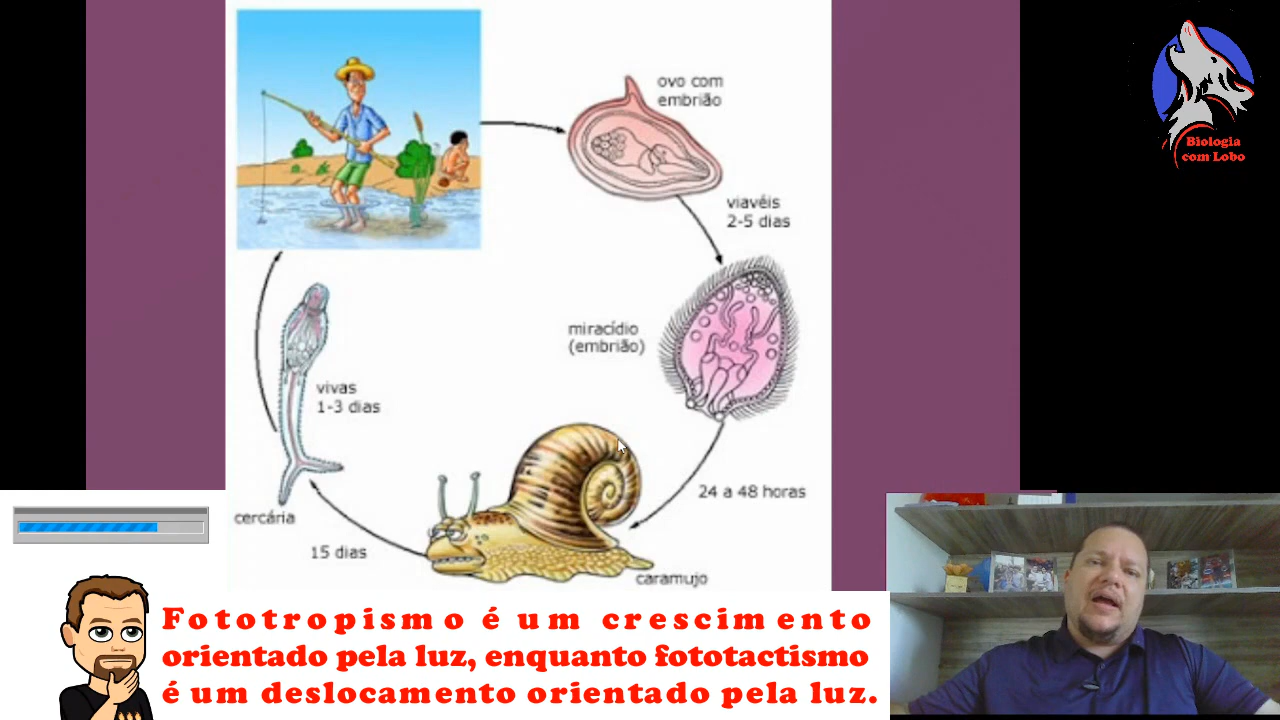 ovo com
embrião
viavéis
2-5 dias
miracídio
(embrião)
24 a 48 horas
caramujo
15 dias
cercária
vivas
1-3 dias
Biologia
com Lobo
Fototropismo é um crescimento
orientado pela luz, enquanto fototactismo
é um deslocamento orientado pela luz.